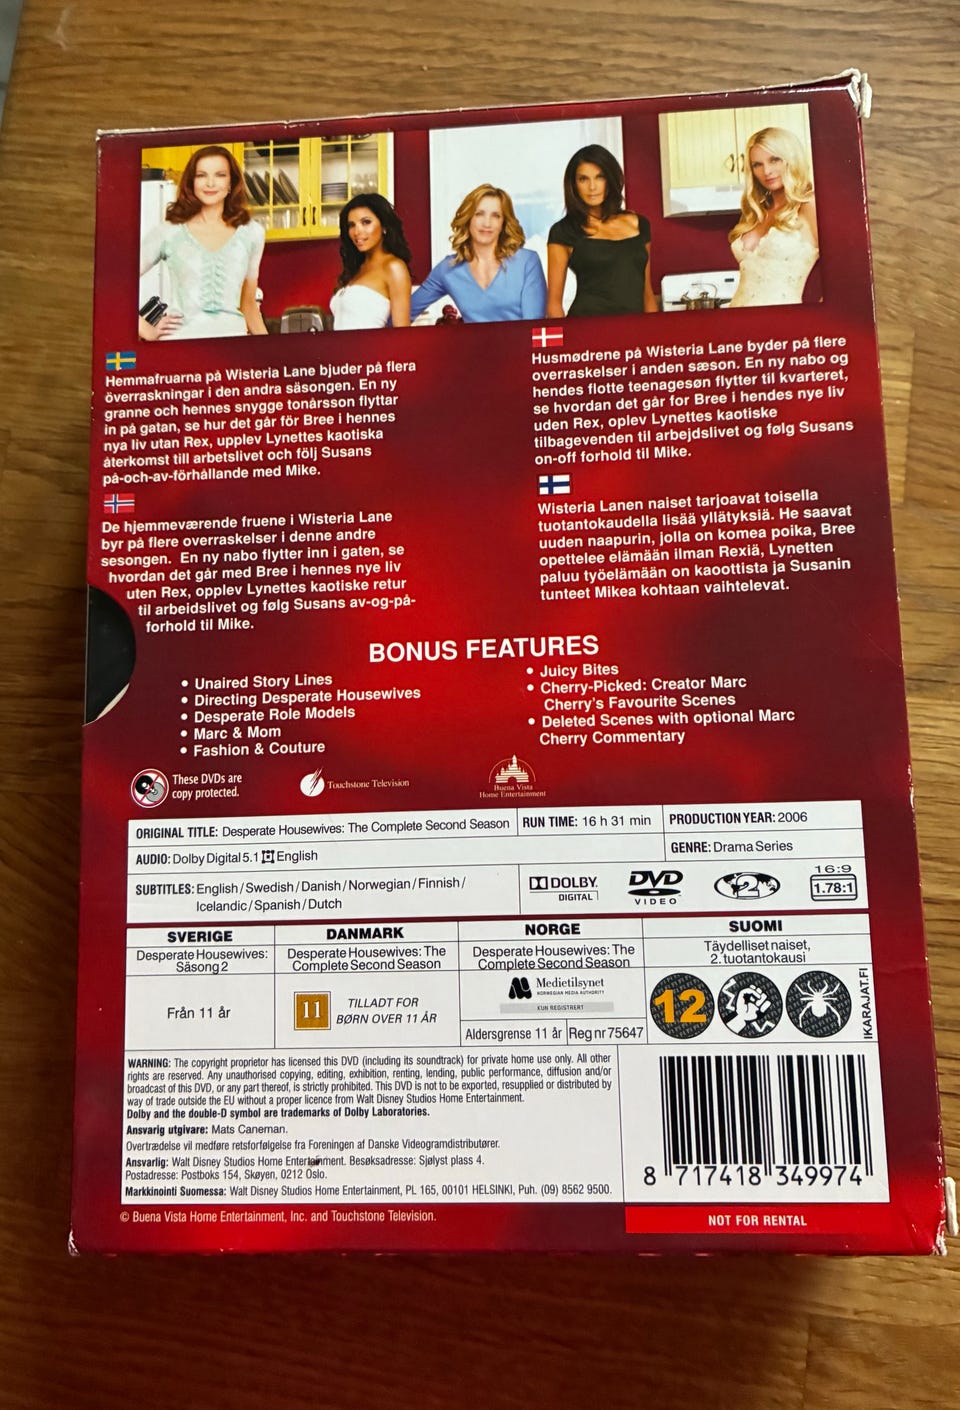 Hemmafruarna på Wisteria Lane bjuder på flera
överraskningar i den andra säsongen. En ny
granne och hennes snygge tonårsson flyttar
in på gatan, se hur det går för Bree i hennes
nya liv utan Rex, upplev Lynettes kaotiska
återkomst till arbetslivet och följ Susans
på-och-av-förhållande med Mike.
De hjemmeværende fruene i Wisteria Lane
byr på flere overraskelser i denne andre
sesongen. En ny nabo flytter inn i gaten, se
hvordan det går med Bree i hennes nye liv
uten Rex, opplev Lynettes kaotiske retur
til arbeidslivet og følg Susans av-og-på-
forhold til Mike.
Husmødrene på Wisteria Lane byder på flere
overraskelser i anden sæson. En ny nabo og
hendes flotte teenagesøn flytter til kvarteret,
se hvordan det går for Bree i hendes nye liv
uden Rex, oplev Lynettes kaotiske
tilbagevenden til arbejdslivet og følg Susans
on-off forhold til Mike.
Wisteria Lanen naiset tarjoavat toisella
tuotantokaudella lisää yllätyksiä. He saavat
uuden naapurin, jolla on komea poika, Bree
opettelee elämään ilman Rexiä, Lynetten
paluu työelämään on kaoottista ja Susanin
tunteet Mikea kohtaan vaihtelevat.
BONUS FEATURES
• Unaired Story Lines
• Directing Desperate Housewives
• Desperate Role Models
• Marc & Mom
• Fashion & Couture
• Juicy Bites
• Cherry-Picked: Creator Marc
Cherry's Favourite Scenes
• Deleted Scenes with optional Marc
Cherry Commentary
These DVDs are
copy protected.
Touchstone Television
Buena Vista
Home Entertainment
ORIGINAL TITLE: Desperate Housewives: The Complete Second Season
RUN TIME: 16 h 31 min
PRODUCTION YEAR: 2006
AUDIO: Dolby Digital 5.1 English
GENRE: Drama Series
SUBTITLES: English / Swedish / Danish / Norwegian / Finnish /
Icelandic / Spanish / Dutch
DOLBY
DIGITAL
DVD
VIDEO
2
16:9
1.78:1
SVERIGE
Desperate Housewives:
Säsong 2
Från 11 år
DANMARK
Desperate Housewives: The
Complete Second Season
11
TILLADT FOR
BØRN OVER 11 ÅR
NORGE
Desperate Housewives: The
Complete Second Season
Medietilsynet
NORWEGIAN MEDIA AUTHORITY
KUN REGISTRERT
Aldersgrense 11 år
Reg nr 75647
SUOMI
Täydelliset naiset,
2. tuotantokausi
12
IKARAJAT.FI
WARNING: The copyright proprietor has licensed this DVD (including its soundtrack) for private home use only. All other
rights are reserved. Any unauthorised copying, editing, exhibition, renting, lending, public performance, diffusion and/or
broadcast of this DVD, or any part thereof, is strictly prohibited. This DVD is not to be exported, resupplied or distributed by
way of trade outside the EU without a proper licence from Walt Disney Studios Home Entertainment.
Dolby and the double-D symbol are trademarks of Dolby Laboratories.
Ansvarig utgivare: Mats Caneman.
Overtrædelse vil medføre retsforfølgelse fra Foreningen af Danske Videogramdistributører.
Ansvarlig: Walt Disney Studios Home Entertainment. Besøksadresse: Sjølyst plass 4.
Postadresse: Postboks 154, Skøyen, 0212 Oslo.
Markkinointi Suomessa: Walt Disney Studios Home Entertainment, PL 165, 00101 HELSINKI, Puh. (09) 8562 9500.
8 717418 349974
© Buena Vista Home Entertainment, Inc. and Touchstone Television.
NOT FOR RENTAL